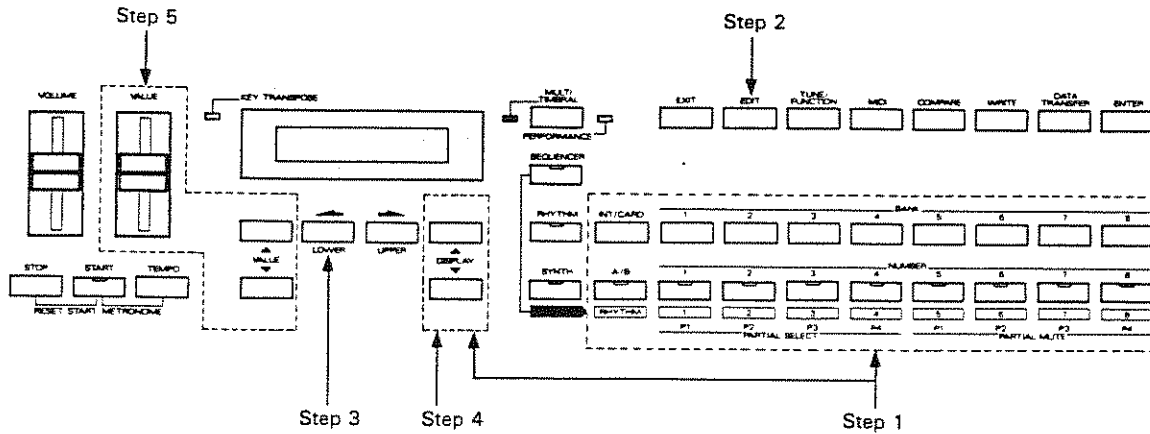 Step 5
Step 2
VOLUME
VALUE
KEY TRANSPOSE
MULTI TIMBRAL
PERFORMANCE
EXIT
EDIT
TUNE/FUNCTION
MIDI
COMPARE
WRITE
DATA TRANSFER
ENTER
SEQUENCER
RHYTHM
INT/CARD
BANK
1 2 3 4 5 6 7 8
VALUE
LOWER
UPPER
DISPLAY
STOP
START
TEMPO
RESET START
METRONOME
SYNTH
A/B
NUMBER
1 2 3 4 5 6 7 8
RHYTHM
1 2 3 4 5 6 7 8
P1 P2 P3 P4 P1 P2 P3 P4
PARTIAL SELECT
PARTIAL MUTE
Step 3
Step 4
Step 1